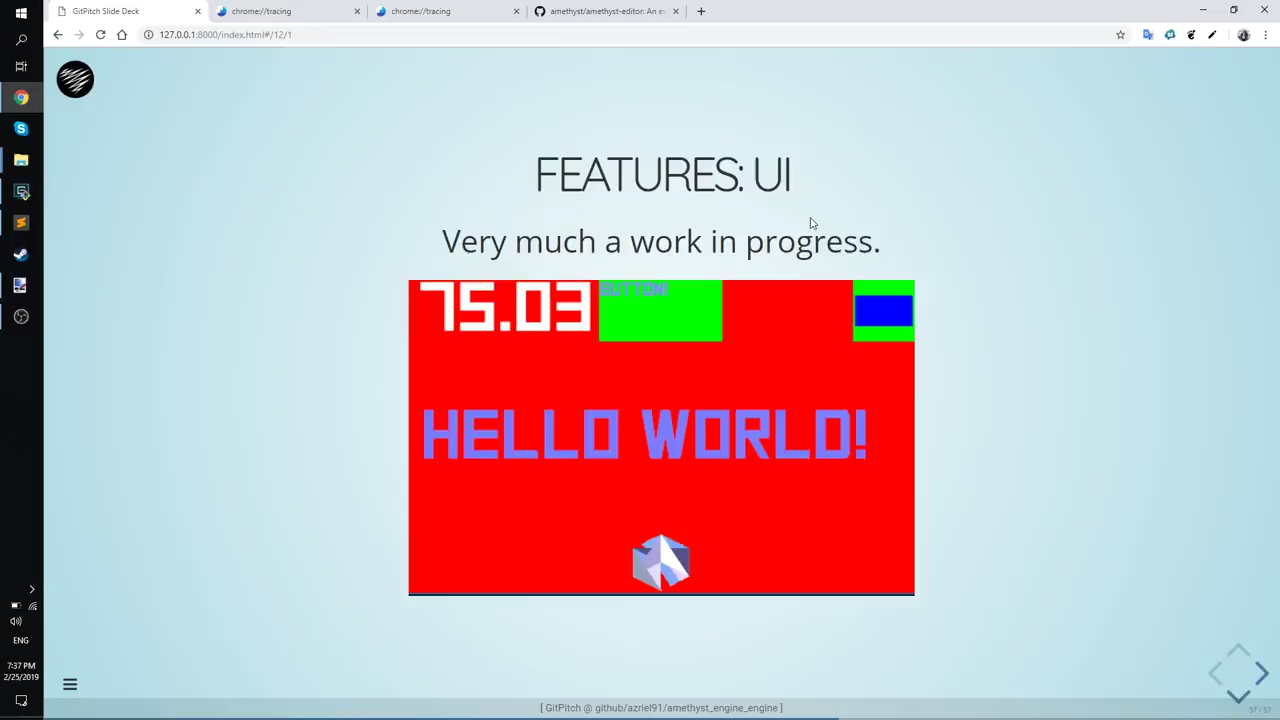 GitPitch Slide Deck
chrome://tracing
chrome://tracing
amethyst/amethyst-editor: An e
127.0.0.1:8000/index.html#/12/1
FEATURES: UI
Very much a work in progress.
75.03
BUTTON!
HELLO WORLD!
ENG
7:37 PM
2/25/2019
[ GitPitch @ github/azriel91/amethyst_engine_engine ]
37 / 57